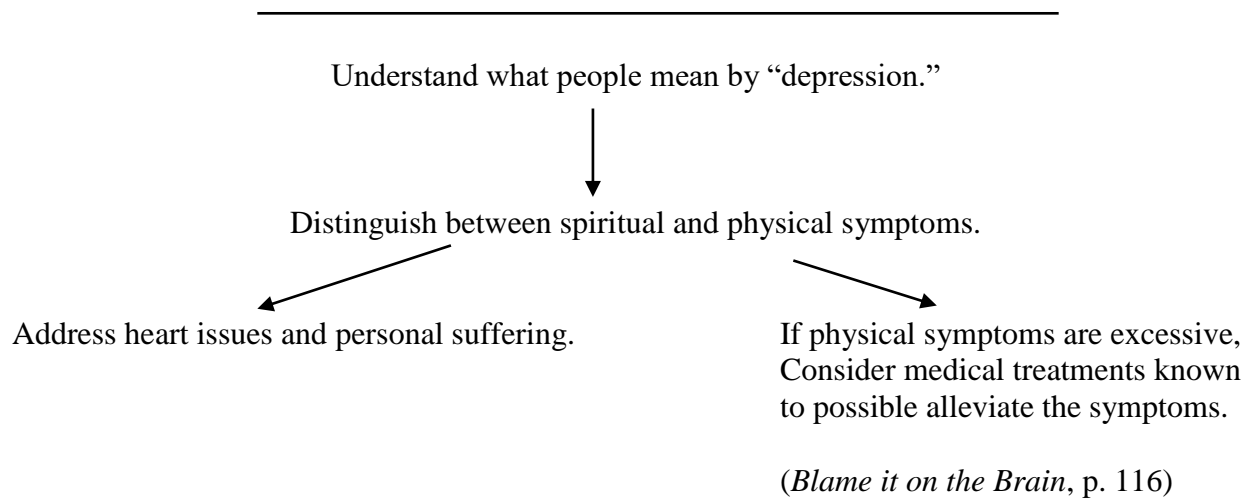 Understand what people mean by “depression.”
Distinguish between spiritual and physical symptoms.
Address heart issues and personal suffering.
If physical symptoms are excessive,
Consider medical treatments known
to possible alleviate the symptoms.
(Blame it on the Brain, p. 116)